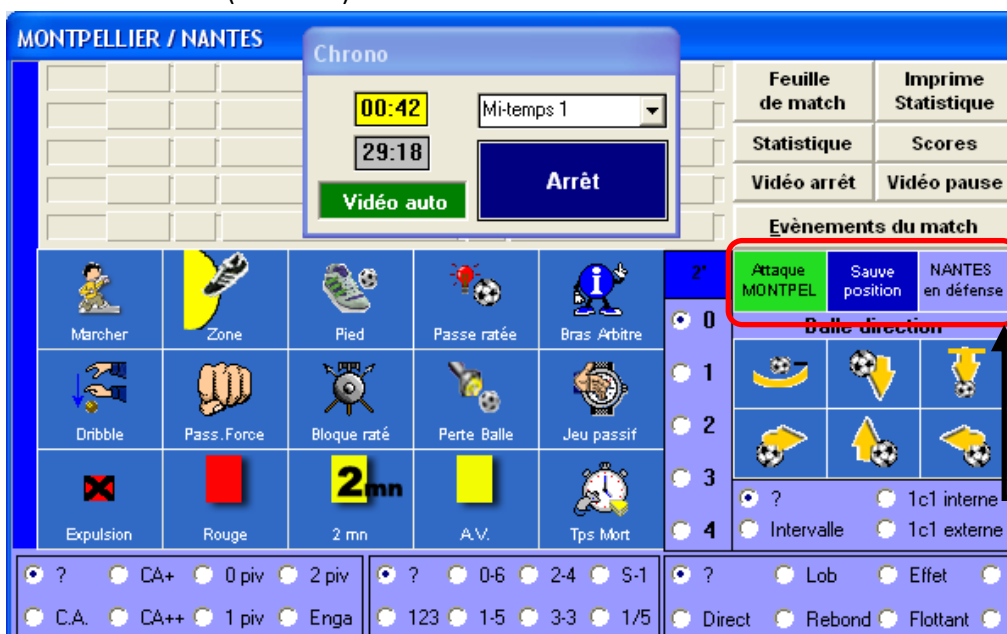 MONTPELLIER / NANTES
Chrono
00:42
Mi-temps 1
29:18
Vidéo auto
Arrêt
Feuille de match
Imprime Statistique
Statistique
Scores
Vidéo arrêt
Vidéo pause
Evènements du match
Marcher
Zone
Pied
Passe ratée
Bras Arbitre
Dribble
Pass.Force
Bloque raté
Perte Balle
Jeu passif
2mn
Expulsion
Rouge
2 mn
A.V.
Tps Mort
2'
0
1
2
3
4
Attaque MONTPEL
Sauve position
NANTES en défense
Balle direction
?
1c1 interne
Intervalle
1c1 externe
? CA+ 0 piv 2 piv
C.A. CA++ 1 piv Enga
? 0-6 2-4 S-1
123 1-5 3-3 1/5
? Lob Effet
Direct Rebond Flottant